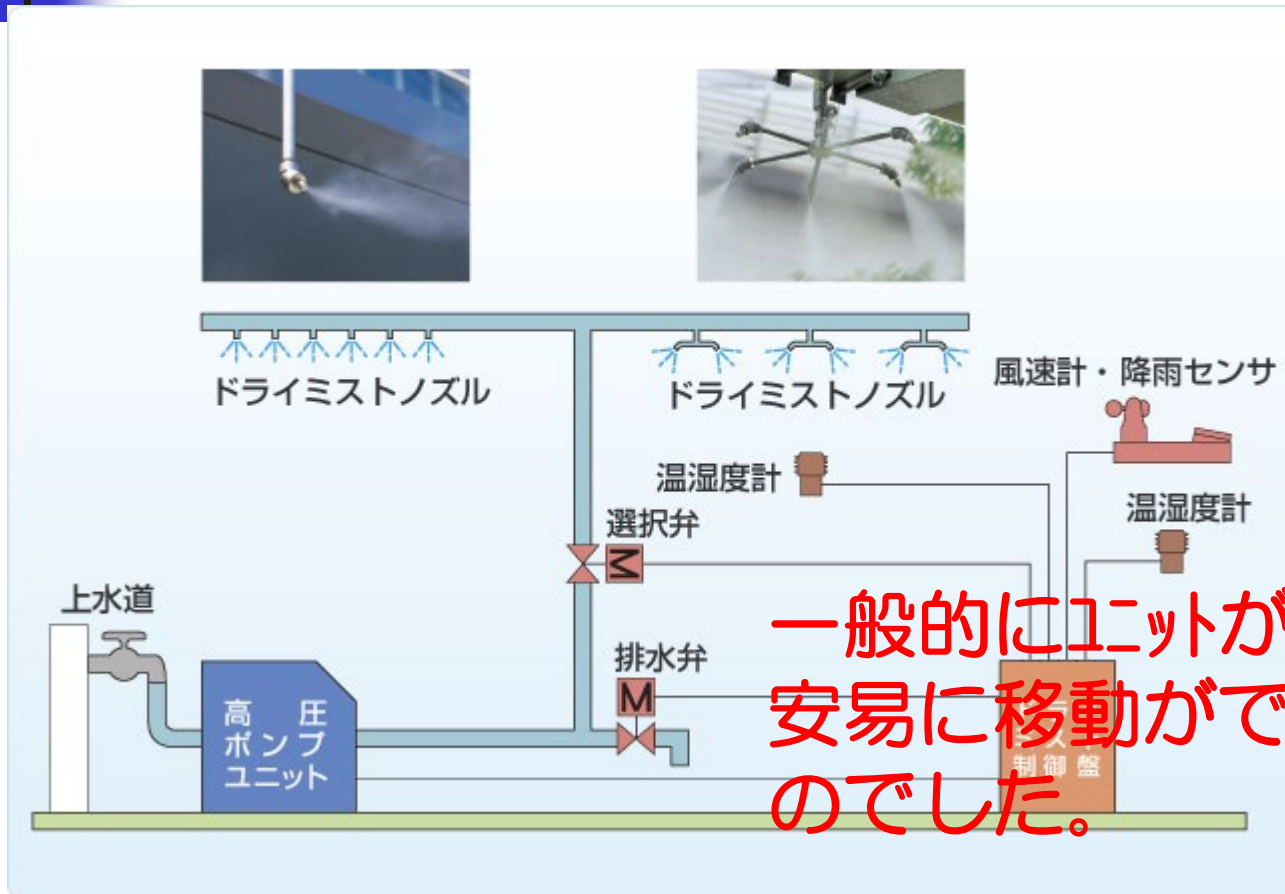 ドライミストノズル
ドライミストノズル
風速計・降雨センサ
温湿度計
温湿度計
選択弁
M
上水道
排水弁
M
高圧
ポンプ
ユニット
制御盤
一般的にﾕﾆｯﾄが
安易に移動がで
のでした。